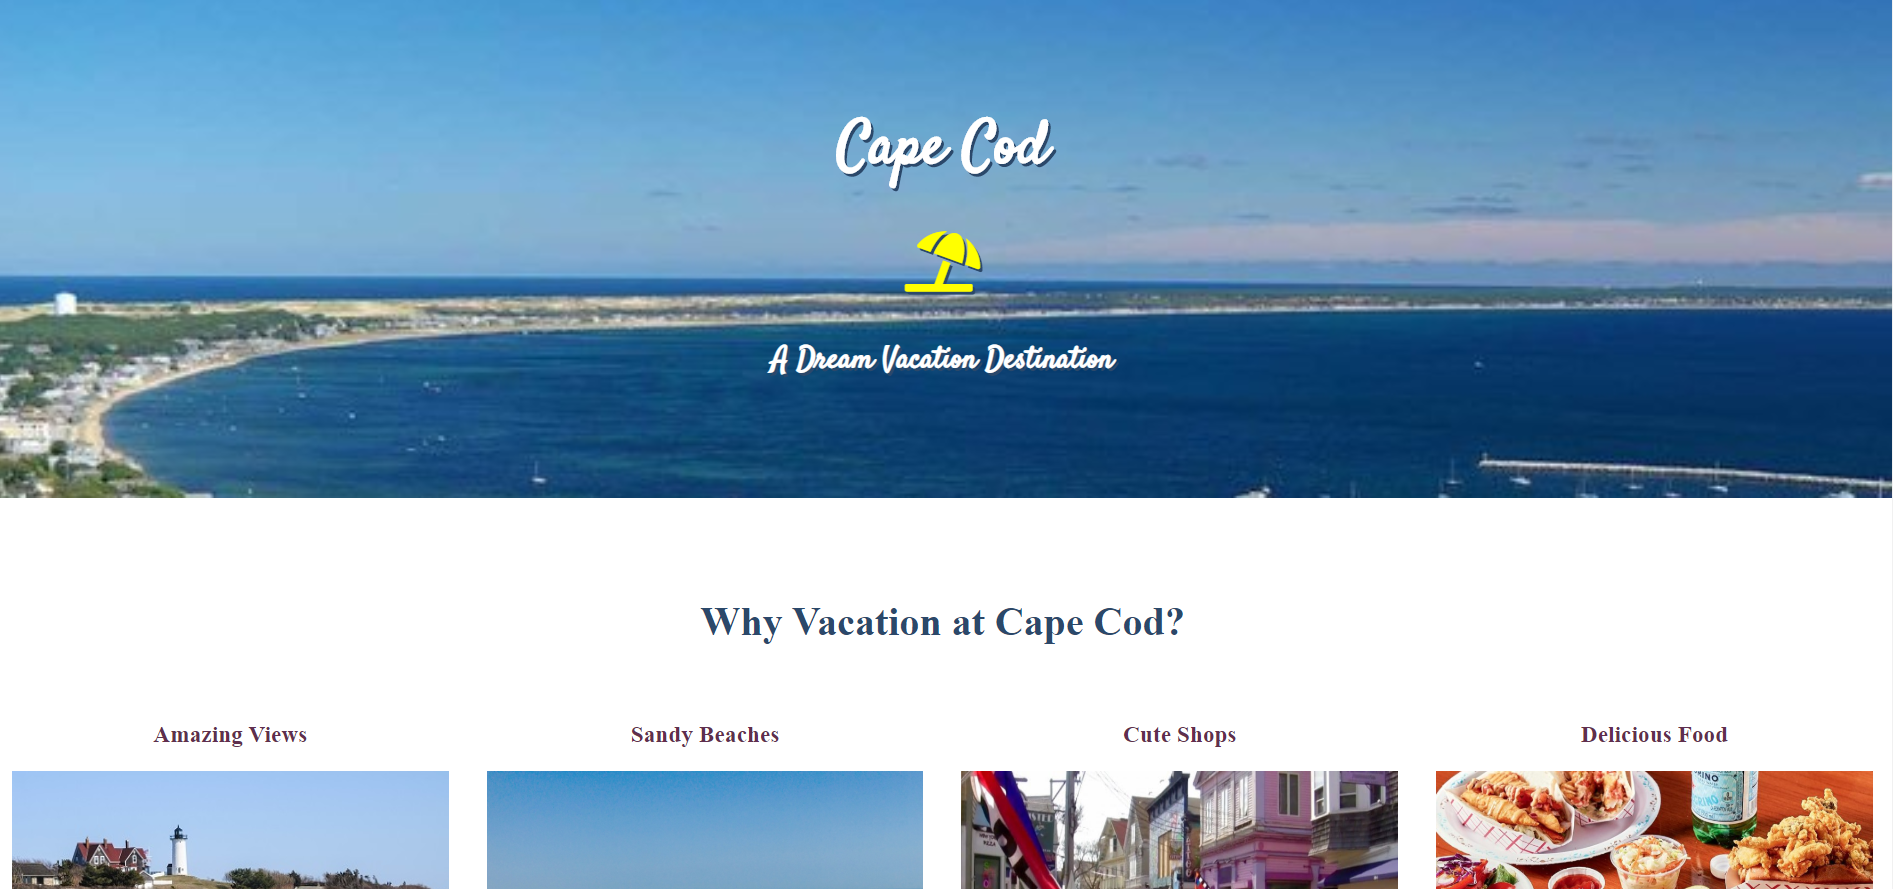 Cape Cod
A Dream Vacation Destination
Why Vacation at Cape Cod?
Amazing Views
Sandy Beaches
Cute Shops
Delicious Food